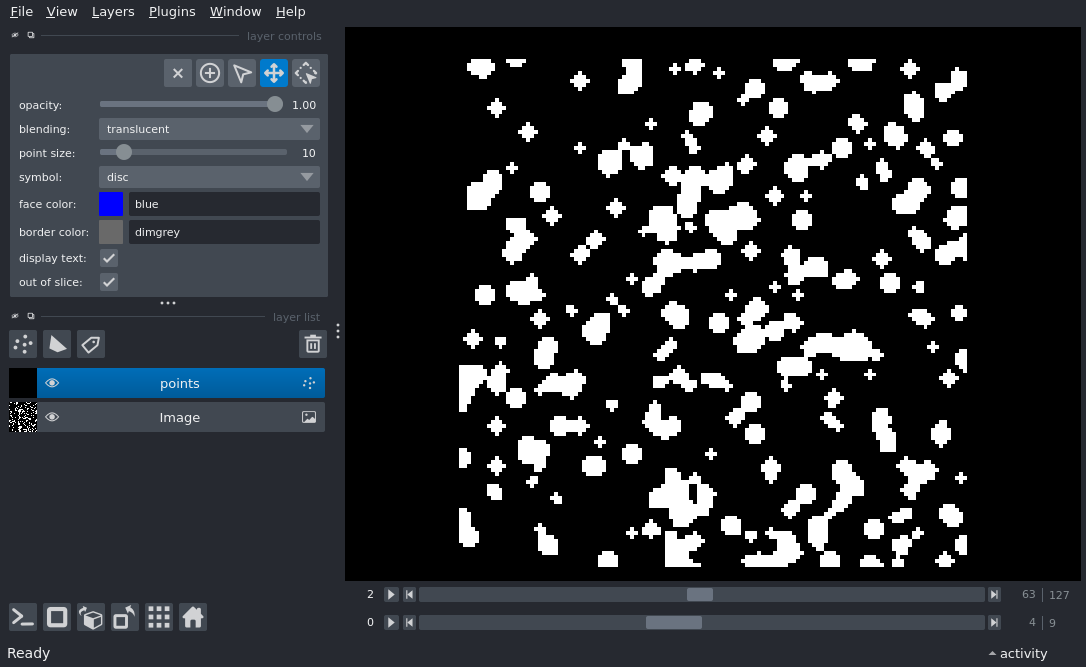 File View Layers Plugins Window Help
layer controls
opacity: 1.00
blending: translucent
point size: 10
symbol: disc
face color: blue
border color: dimgrey
display text:
out of slice:
layer list
points
Image
2 63 127
0 4 9
Ready activity